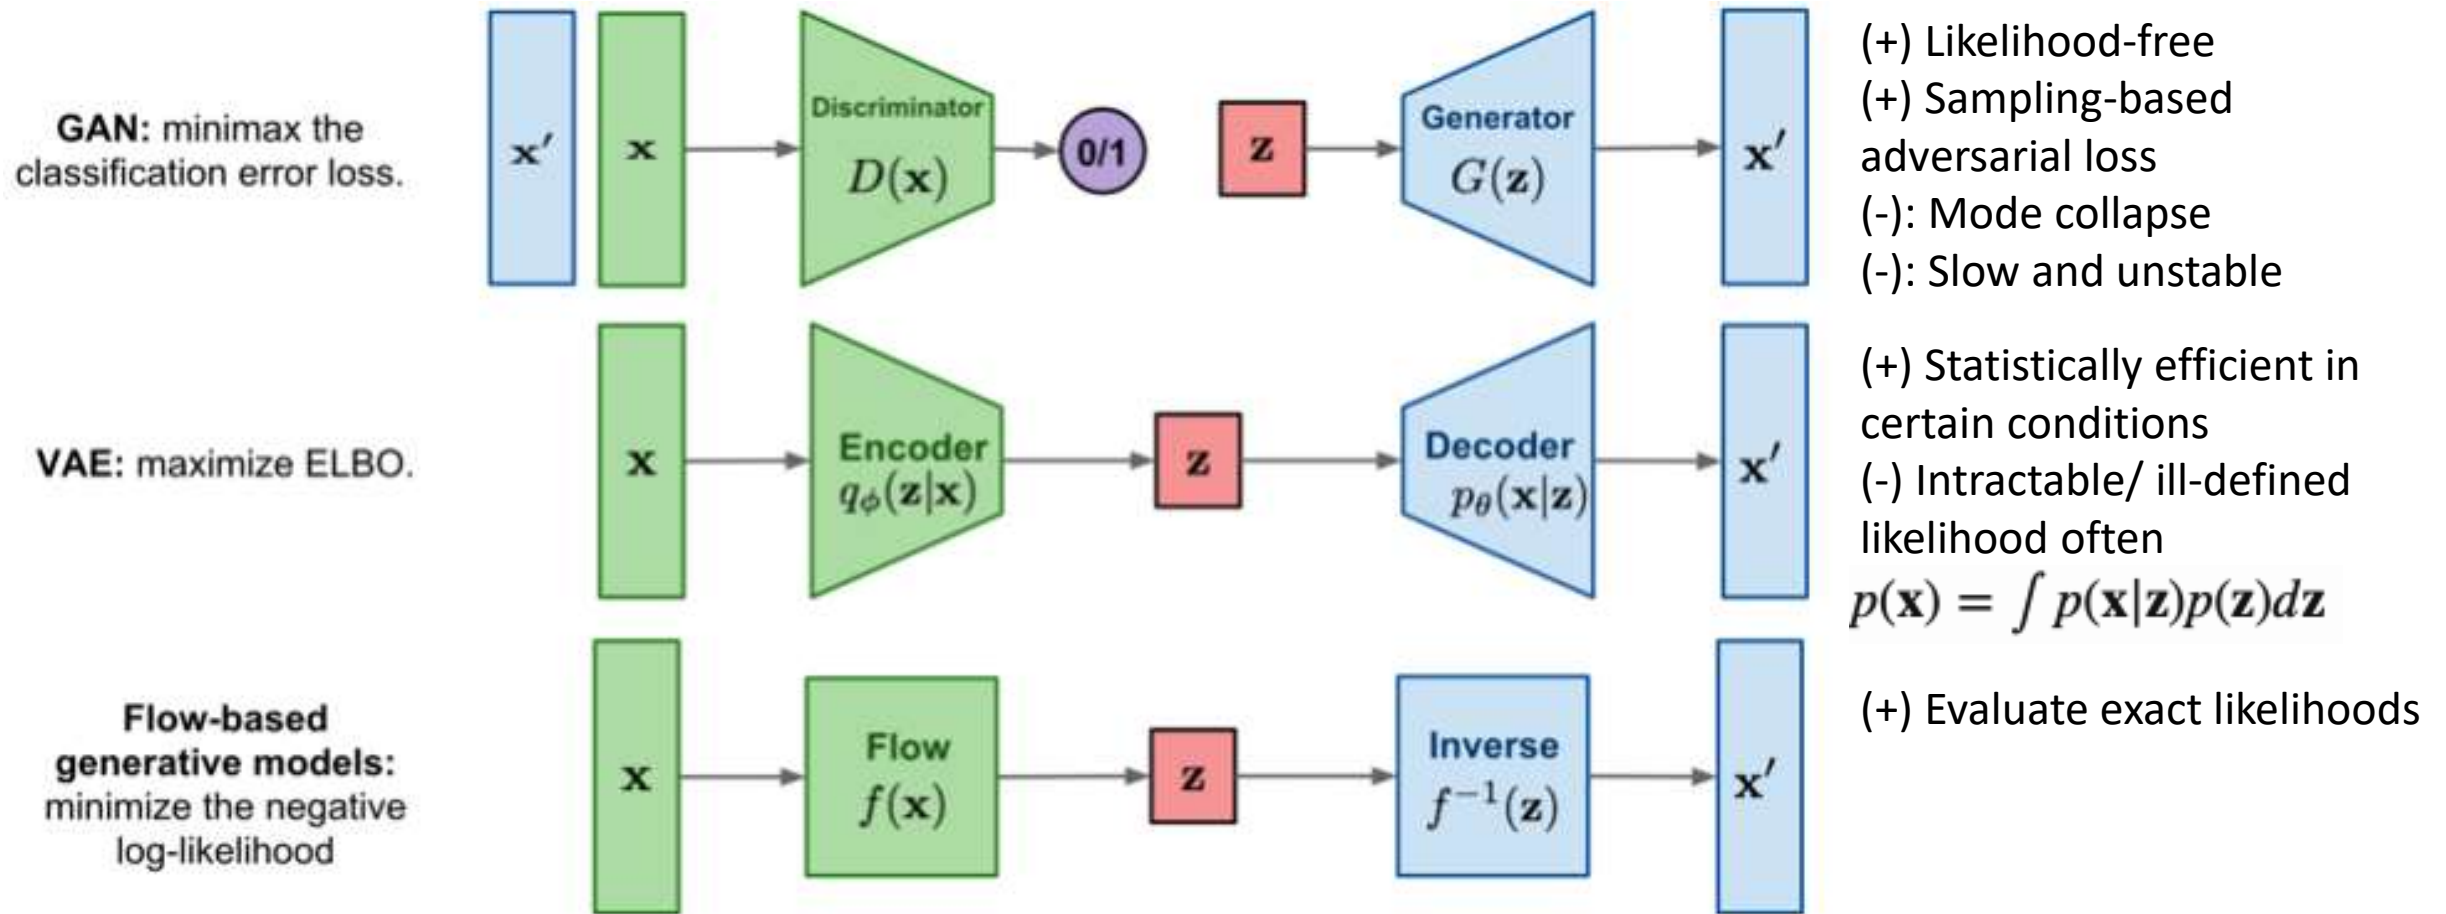 GAN: minimax the
classification error loss.
x′
x
Discriminator
D(x)
0/1
z
Generator
G(z)
x′
(+) Likelihood-free
(+) Sampling-based
adversarial loss
(-): Mode collapse
(-): Slow and unstable
VAE: maximize ELBO.
x
Encoder
qϕ(z|x)
z
Decoder
pθ(x|z)
x′
(+) Statistically efficient in
certain conditions
(-) Intractable/ ill-defined
likelihood often
p(x) = ∫ p(x|z)p(z)dz
Flow-based
generative models:
minimize the negative
log-likelihood
x
Flow
f(x)
z
Inverse
f⁻¹(z)
x′
(+) Evaluate exact likelihoods